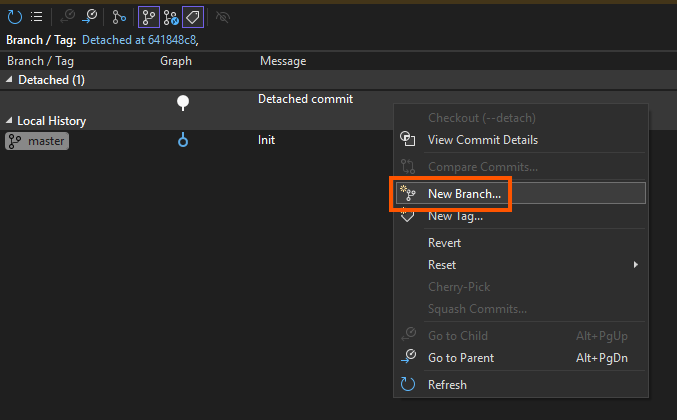 Branch / Tag: Detached at 641848c8,
Branch / Tag Graph Message
Detached (1)
Detached commit
Local History
master Init
Checkout (--detach)
View Commit Details
Compare Commits...
New Branch...
New Tag...
Revert
Reset
Cherry-Pick
Squash Commits...
Go to Child Alt+PgUp
Go to Parent Alt+PgDn
Refresh